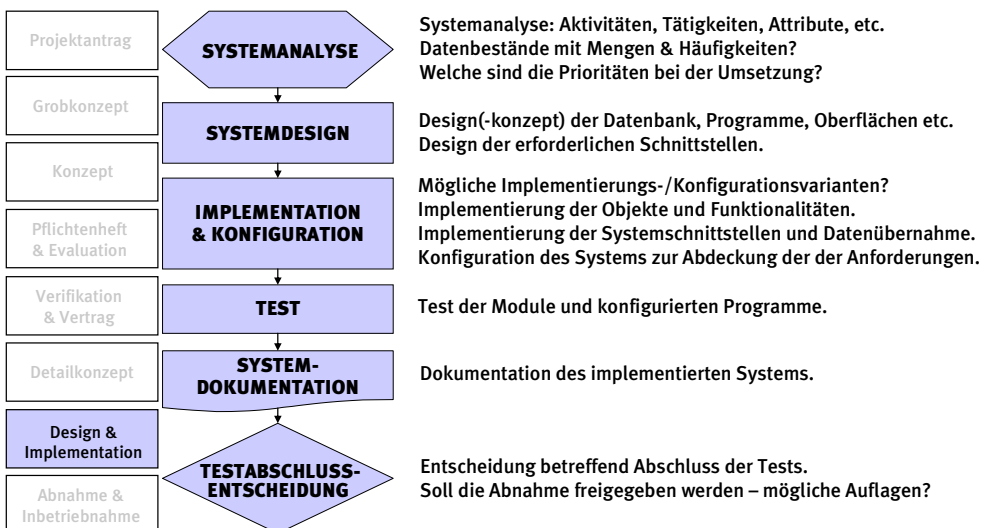 Projektantrag
Grobkonzept
Konzept
Pflichtenheft
& Evaluation
Verifikation
& Vertrag
Detailkonzept
Design &
Implementation
Abnahme &
Inbetriebnahme
SYSTEMANALYSE
Systemanalyse: Aktivitäten, Tätigkeiten, Attribute, etc.
Datenbestände mit Mengen & Häufigkeiten?
Welche sind die Prioritäten bei der Umsetzung?
SYSTEMDESIGN
Design(-konzept) der Datenbank, Programme, Oberflächen etc.
Design der erforderlichen Schnittstellen.
IMPLEMENTATION
& KONFIGURATION
Mögliche Implementierungs-/Konfigurationsvarianten?
Implementierung der Objekte und Funktionalitäten.
Implementierung der Systemschnittstellen und Datenübernahme.
Konfiguration des Systems zur Abdeckung der der Anforderungen.
TEST
Test der Module und konfigurierten Programme.
SYSTEM-
DOKUMENTATION
Dokumentation des implementierten Systems.
TESTABSCHLUSS-
ENTSCHEIDUNG
Entscheidung betreffend Abschluss der Tests.
Soll die Abnahme freigegeben werden – mögliche Auflagen?